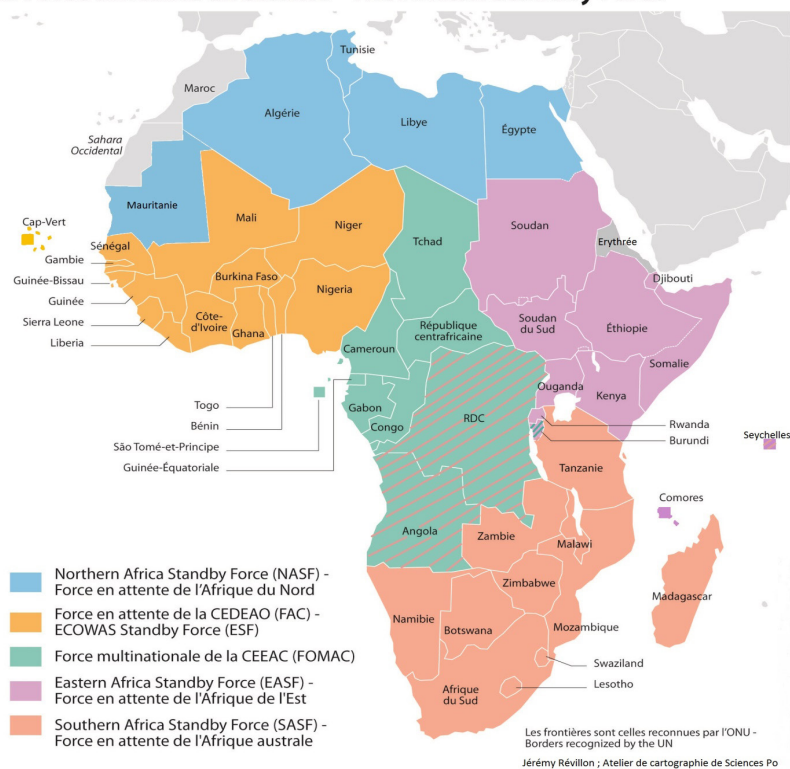 Tunisie
Maroc
Algérie
Libye
Égypte
Sahara
Occidental
Mauritanie
Mali
Niger
Tchad
Soudan
Erythrée
Cap-Vert
Sénégal
Gambie
Guinée-Bissau
Guinée
Sierra Leone
Liberia
Burkina Faso
Côte-
d'Ivoire
Ghana
Nigeria
Djibouti
Soudan
du Sud
Éthiopie
Somalie
République
centrafricaine
Cameroun
Ouganda
Kenya
Gabon
Congo
RDC
Togo
Bénin
São Tomé-et-Principe
Guinée-Équatoriale
Rwanda
Burundi
Seychelles
Tanzanie
Comores
Angola
Zambie
Malawi
Zimbabwe
Mozambique
Madagascar
Namibie
Botswana
Swaziland
Lesotho
Afrique
du Sud
Northern Africa Standby Force (NASF) -
Force en attente de l'Afrique du Nord
Force en attente de la CEDEAO (FAC) -
ECOWAS Standby Force (ESF)
Force multinationale de la CEEAC (FOMAC)
Eastern Africa Standby Force (EASF) -
Force en attente de l'Afrique de l'Est
Southern Africa Standby Force (SASF) -
Force en attente de l'Afrique australe
Les frontières sont celles reconnues par l'ONU -
Borders recognized by the UN
Jérémy Révillon ; Atelier de cartographie de Sciences Po